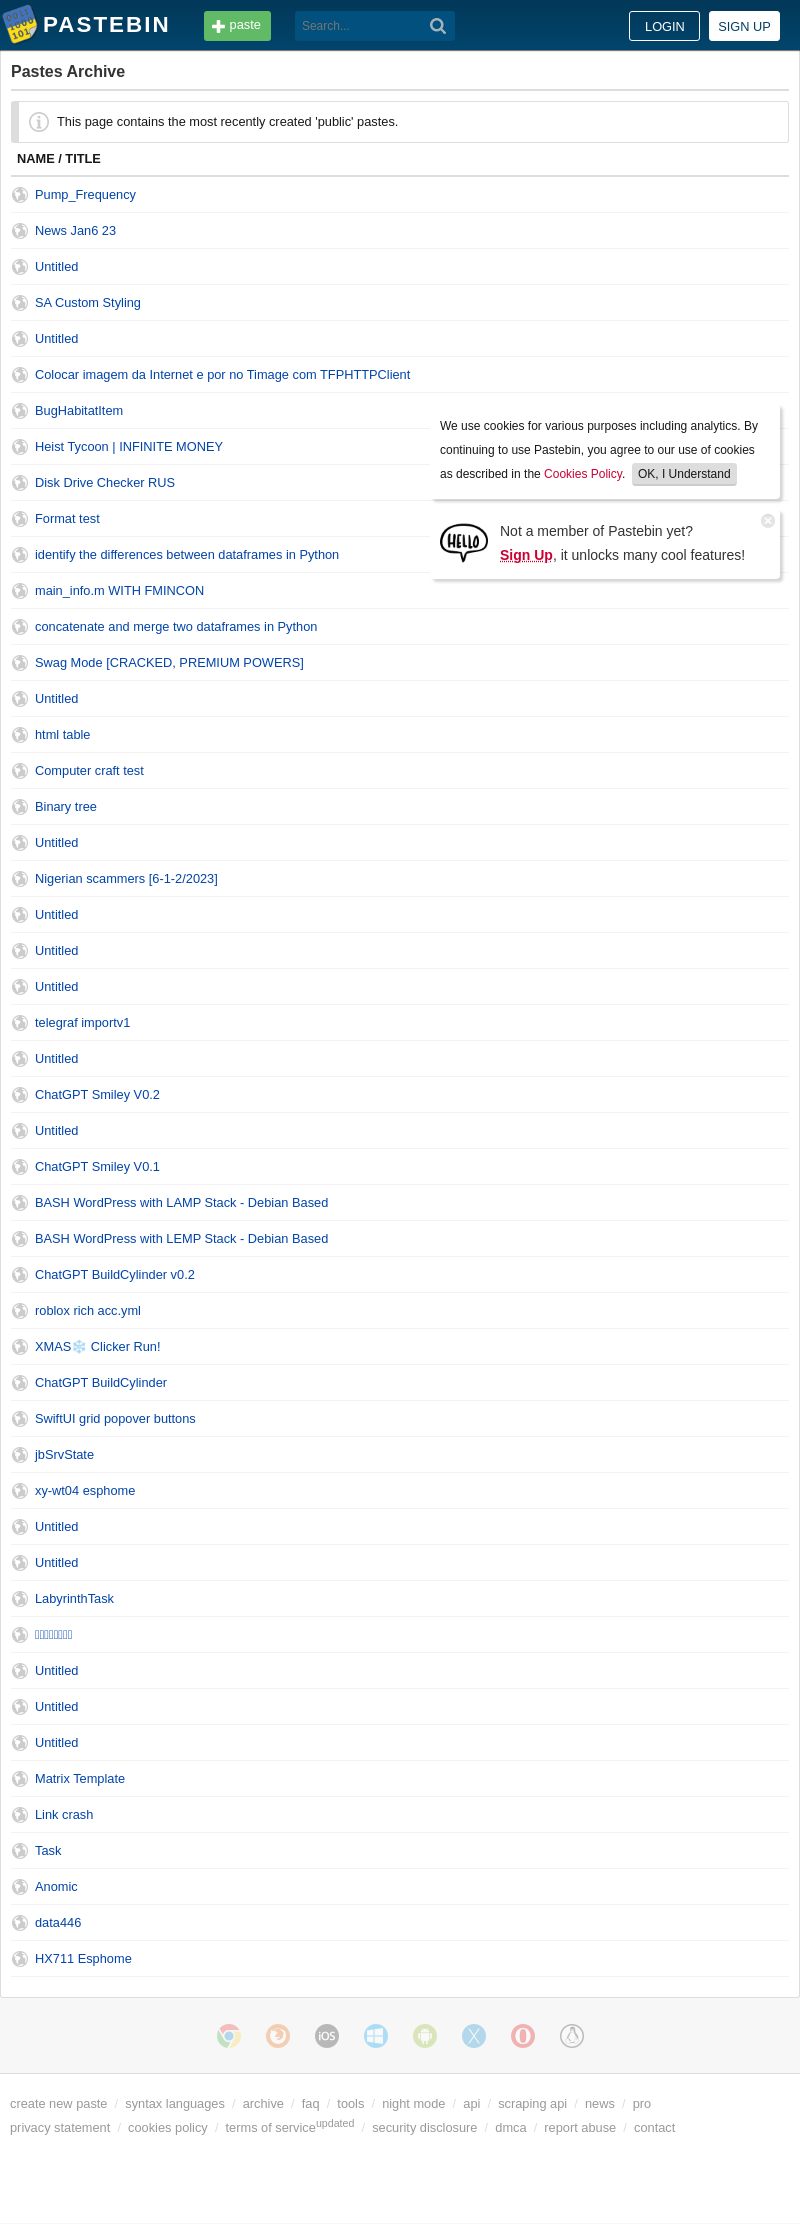 PASTEBIN paste Search... LOGIN SIGN UP
Pastes Archive
This page contains the most recently created 'public' pastes.
NAME / TITLE
Pump_Frequency
News Jan6 23
Untitled
SA Custom Styling
Untitled
Colocar imagem da Internet e por no Timage com TFPHTTPClient
BugHabitatItem
Heist Tycoon | INFINITE MONEY
Disk Drive Checker RUS
Format test
identify the differences between dataframes in Python
main_info.m WITH FMINCON
concatenate and merge two dataframes in Python
Swag Mode [CRACKED, PREMIUM POWERS]
Untitled
html table
Computer craft test
Binary tree
Untitled
Nigerian scammers [6-1-2/2023]
Untitled
Untitled
Untitled
telegraf importv1
Untitled
ChatGPT Smiley V0.2
Untitled
ChatGPT Smiley V0.1
BASH WordPress with LAMP Stack - Debian Based
BASH WordPress with LEMP Stack - Debian Based
ChatGPT BuildCylinder v0.2
roblox rich acc.yml
XMAS❄️ Clicker Run!
ChatGPT BuildCylinder
SwiftUI grid popover buttons
jbSrvState
xy-wt04 esphome
Untitled
Untitled
LabyrinthTask
Untitled
Untitled
Untitled
Matrix Template
Link crash
Task
Anomic
data446
HX711 Esphome
We use cookies for various purposes including analytics. By
continuing to use Pastebin, you agree to our use of cookies
as described in the Cookies Policy. OK, I Understand
HELLO
Not a member of Pastebin yet?
Sign Up, it unlocks many cool features!
iOS
create new paste / syntax languages / archive / faq / tools / night mode / api / scraping api / news / pro
privacy statement / cookies policy / terms of serviceupdated / security disclosure / dmca / report abuse / contact